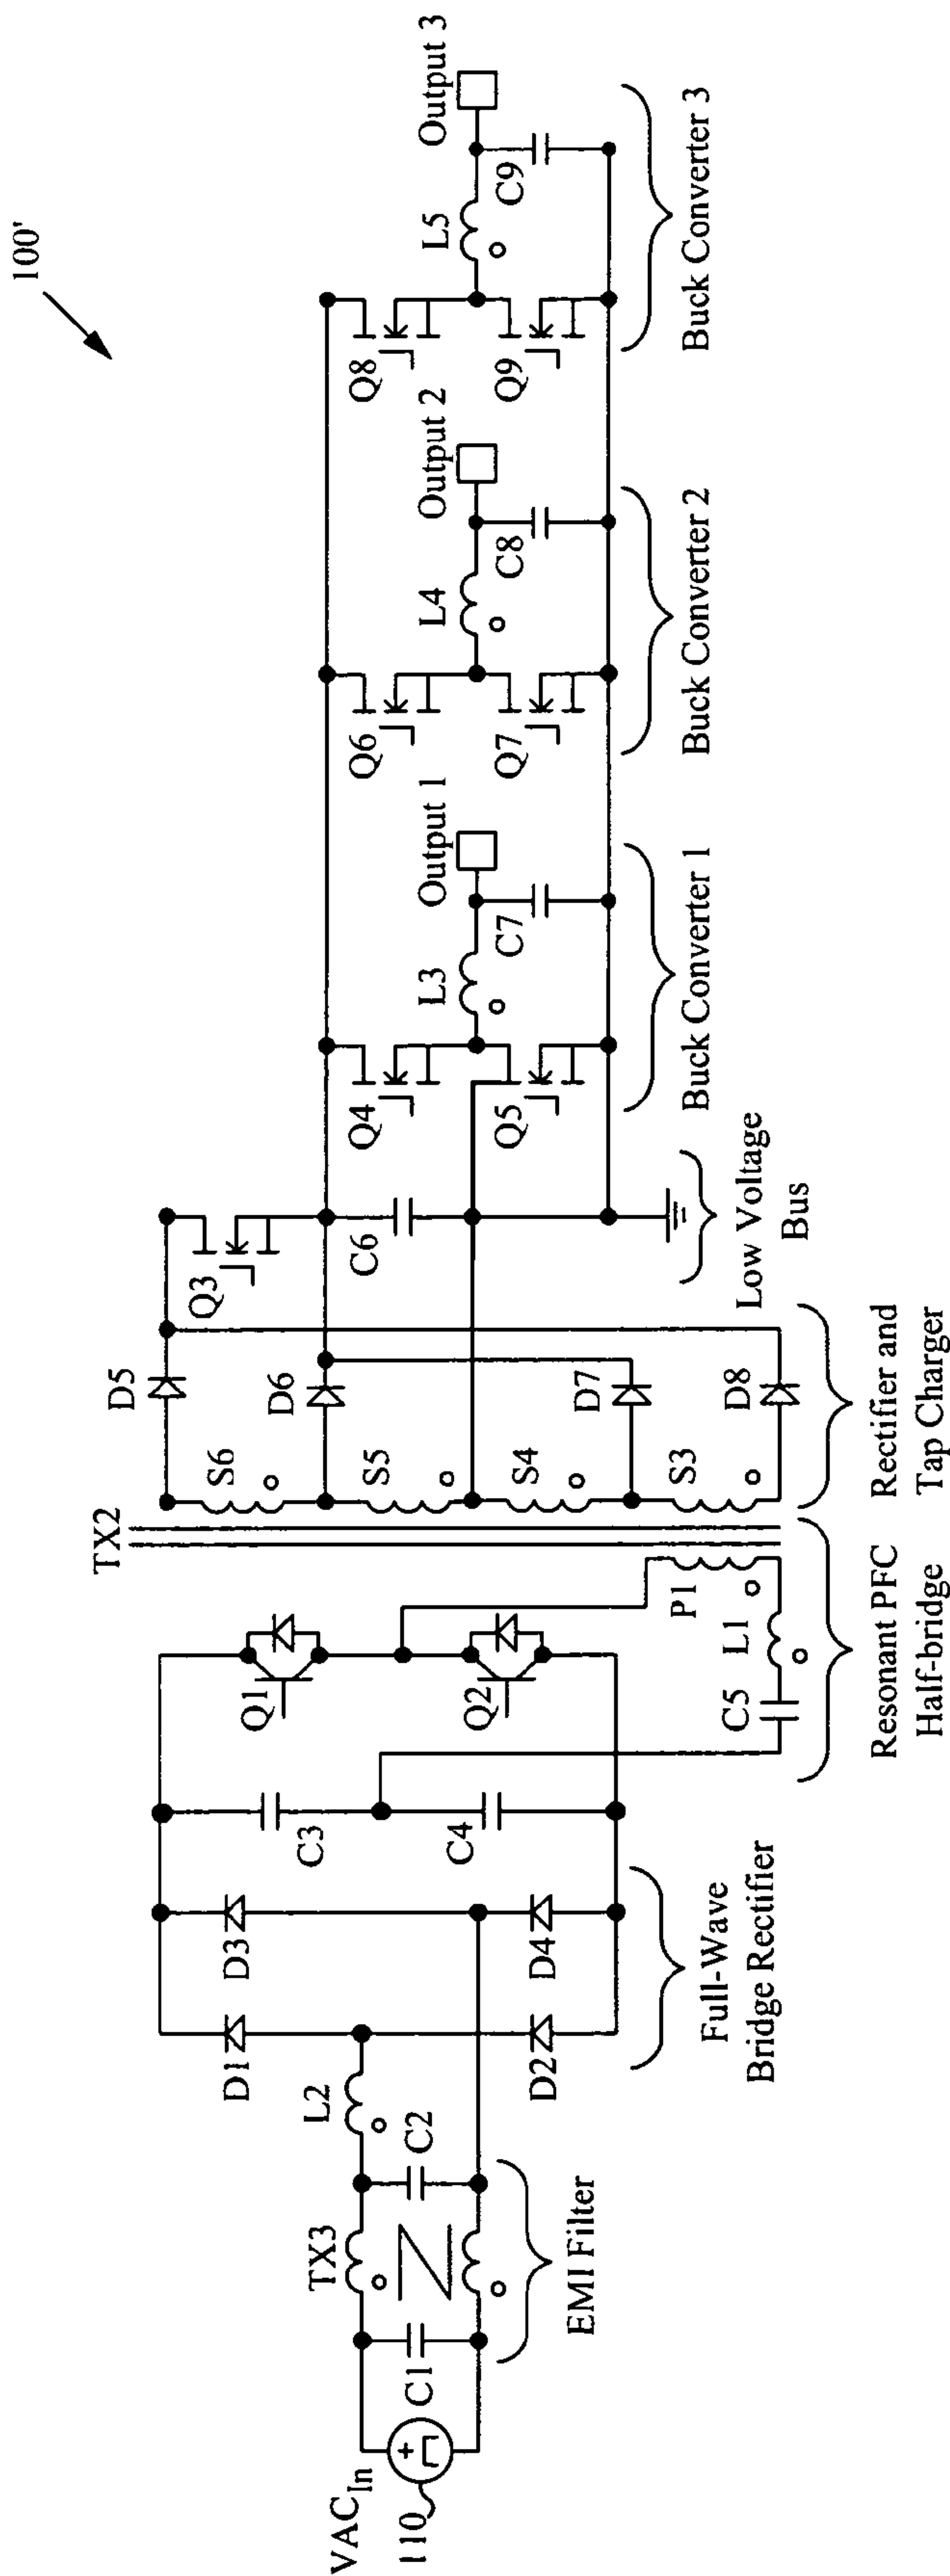 100'
VAC_In
110
C1
TX3
C2
EMI Filter
L2
D1
D2
D3
D4
Full-Wave
Bridge Rectifier
C3
C4
Q1
Q2
C5
L1
P1
Resonant PFC
Half-bridge
TX2
S6
S5
S4
S3
D5
D6
D7
D8
Rectifier and
Tap Charger
Q3
C6
Low Voltage
Bus
Q4
Q5
L3
C7
Output 1
Buck Converter 1
Q6
Q7
L4
C8
Output 2
Buck Converter 2
Q8
Q9
L5
C9
Output 3
Buck Converter 3